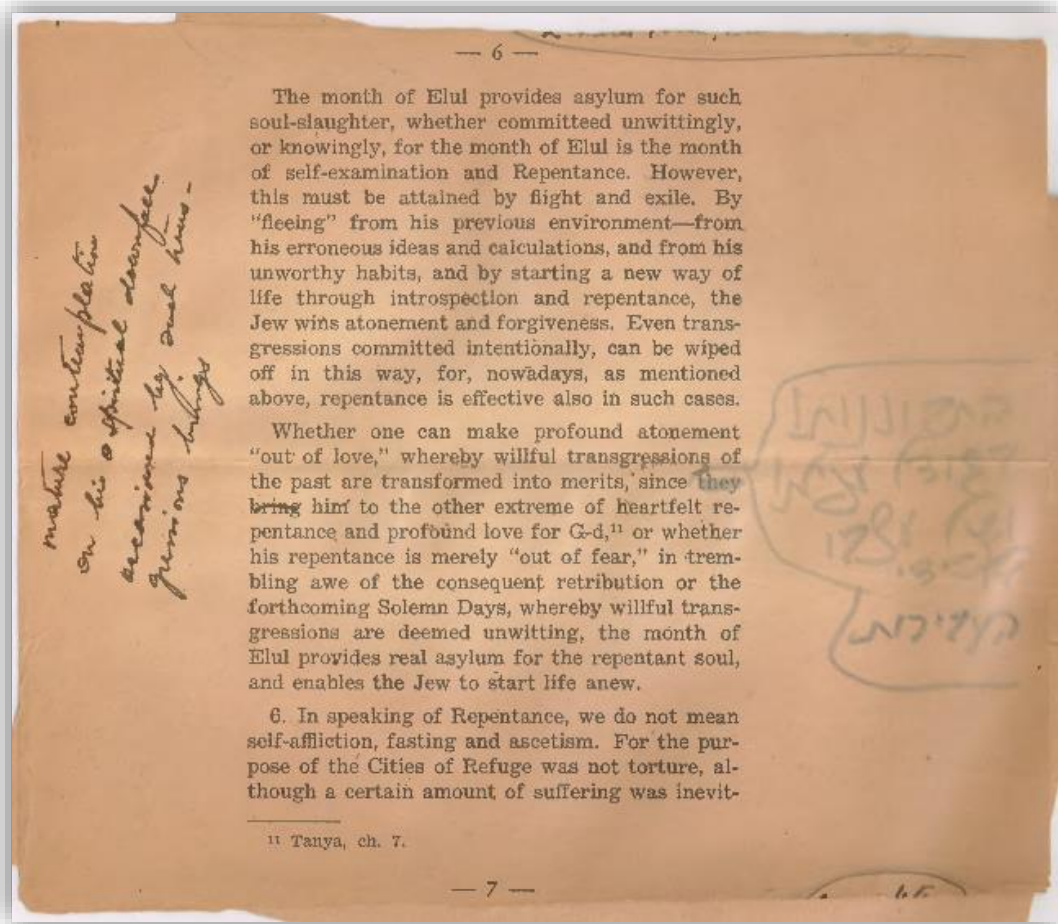 — 6 —
The month of Elul provides asylum for such
soul-slaughter, whether committeed unwittingly,
or knowingly, for the month of Elul is the month
of self-examination and Repentance. However,
this must be attained by flight and exile. By
"fleeing" from his previous environment—from
his erroneous ideas and calculations, and from his
unworthy habits, and by starting a new way of
life through introspection and repentance, the
Jew wins atonement and forgiveness. Even trans-
gressions committed intentionally, can be wiped
off in this way, for, nowadays, as mentioned
above, repentance is effective also in such cases.
Whether one can make profound atonement
"out of love," whereby willful transgressions of
the past are transformed into merits, since they
bring him to the other extreme of heartfelt re-
pentance and profound love for G-d,¹¹ or whether
his repentance is merely "out of fear," in trem-
bling awe of the consequent retribution or the
forthcoming Solemn Days, whereby willful trans-
gressions are deemed unwitting, the month of
Elul provides real asylum for the repentant soul,
and enables the Jew to start life anew.
6. In speaking of Repentance, we do not mean
self-affliction, fasting and ascetism. For the pur-
pose of the Cities of Refuge was not torture, al-
though a certain amount of suffering was inevit-
¹¹ Tanya, ch. 7.
— 7 —
mature contemplation
on his spiritual downface
occasioned by such trans-
gressions brings